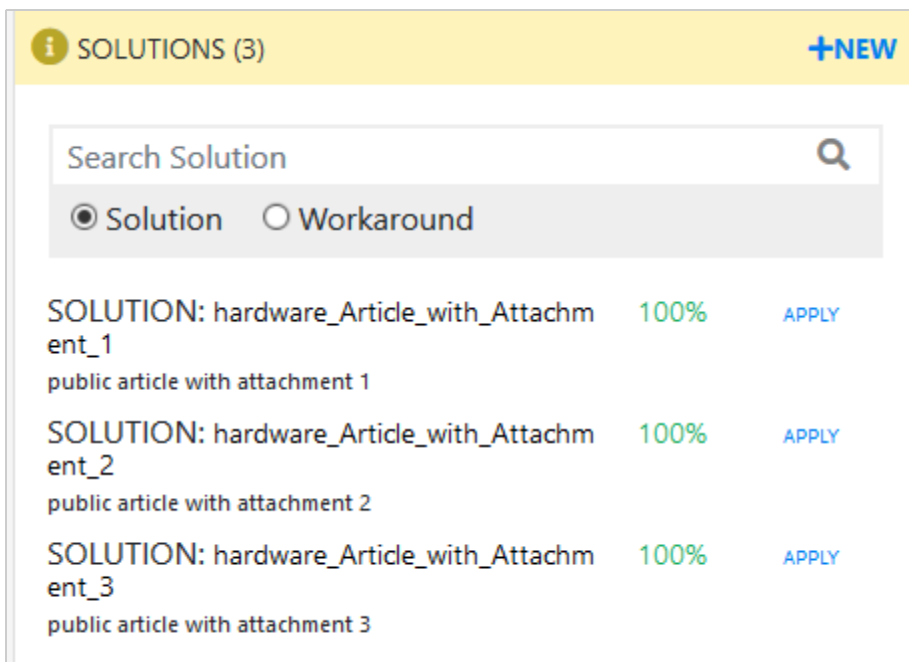 SOLUTIONS (3)
+NEW
Search Solution
Solution Workaround
SOLUTION: hardware_Article_with_Attachm 100% APPLY
ent_1
public article with attachment 1
SOLUTION: hardware_Article_with_Attachm 100% APPLY
ent_2
public article with attachment 2
SOLUTION: hardware_Article_with_Attachm 100% APPLY
ent_3
public article with attachment 3